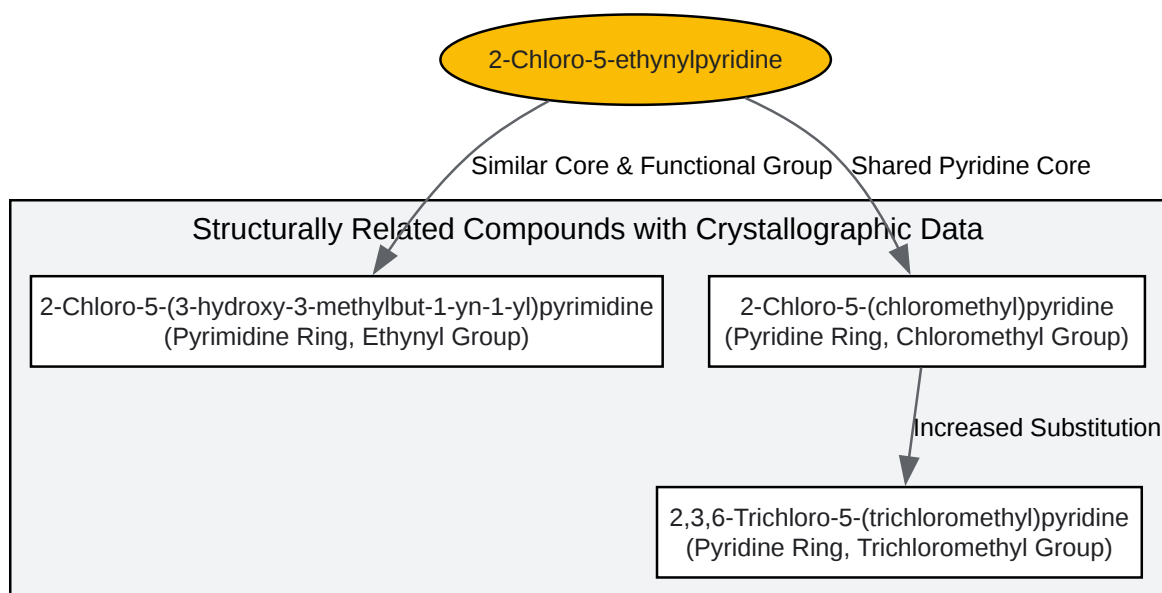 2-Chloro-5-ethynylpyridine
Similar Core & Functional Group
Shared Pyridine Core
Structurally Related Compounds with Crystallographic Data
2-Chloro-5-(3-hydroxy-3-methylbut-1-yn-1-yl)pyrimidine
(Pyrimidine Ring, Ethynyl Group)
2-Chloro-5-(chloromethyl)pyridine
(Pyridine Ring, Chloromethyl Group)
Increased Substitution
2,3,6-Trichloro-5-(trichloromethyl)pyridine
(Pyridine Ring, Trichloromethyl Group)